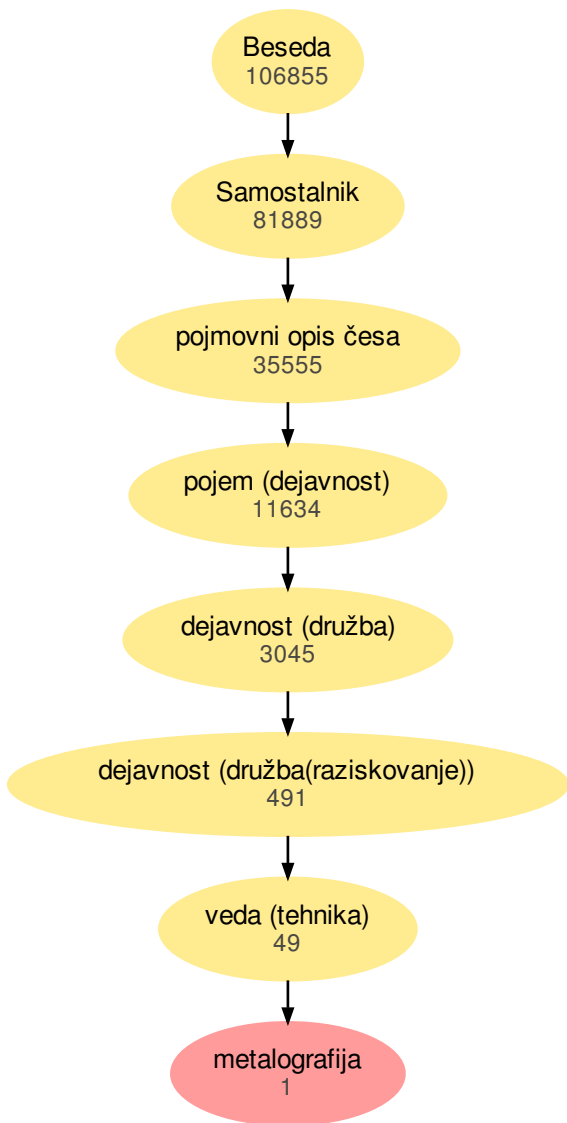 Beseda
106855
Samostalnik
81889
pojmovni opis česa
35555
pojem (dejavnost)
11634
dejavnost (družba)
3045
dejavnost (družba(raziskovanje))
491
veda (tehnika)
49
metalografija
1